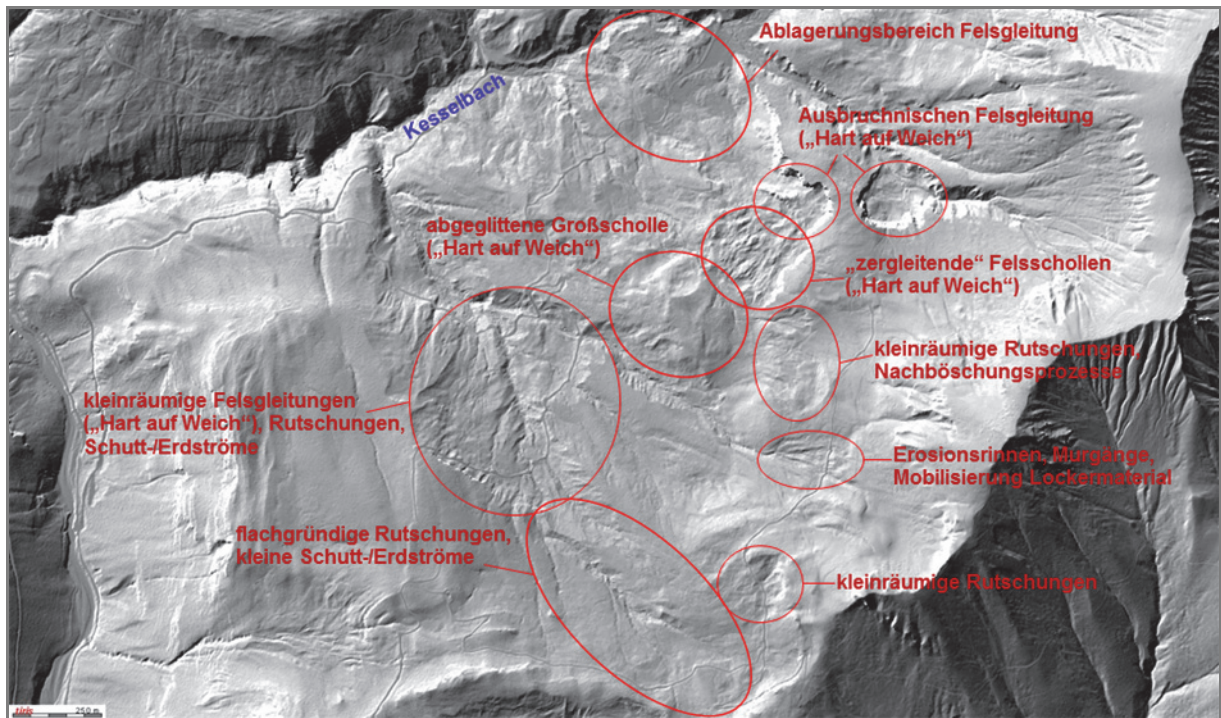 Ablagerungsbereich Felsgleitung
Kesselbach
Ausbruchnischen Felsgleitung
(„Hart auf Weich“)
abgeglittene Großscholle
(„Hart auf Weich“)
„zergleitende“ Felsschollen
(„Hart auf Weich“)
kleinräumige Rutschungen,
Nachböschungsprozesse
kleinräumige Felsgleitungen
(„Hart auf Weich“), Rutschungen,
Schutt-/Erdströme
Erosionsrinnen, Murgänge,
Mobilisierung Lockermaterial
flachgründige Rutschungen,
kleine Schutt-/Erdströme
kleinräumige Rutschungen
tiris 250 m